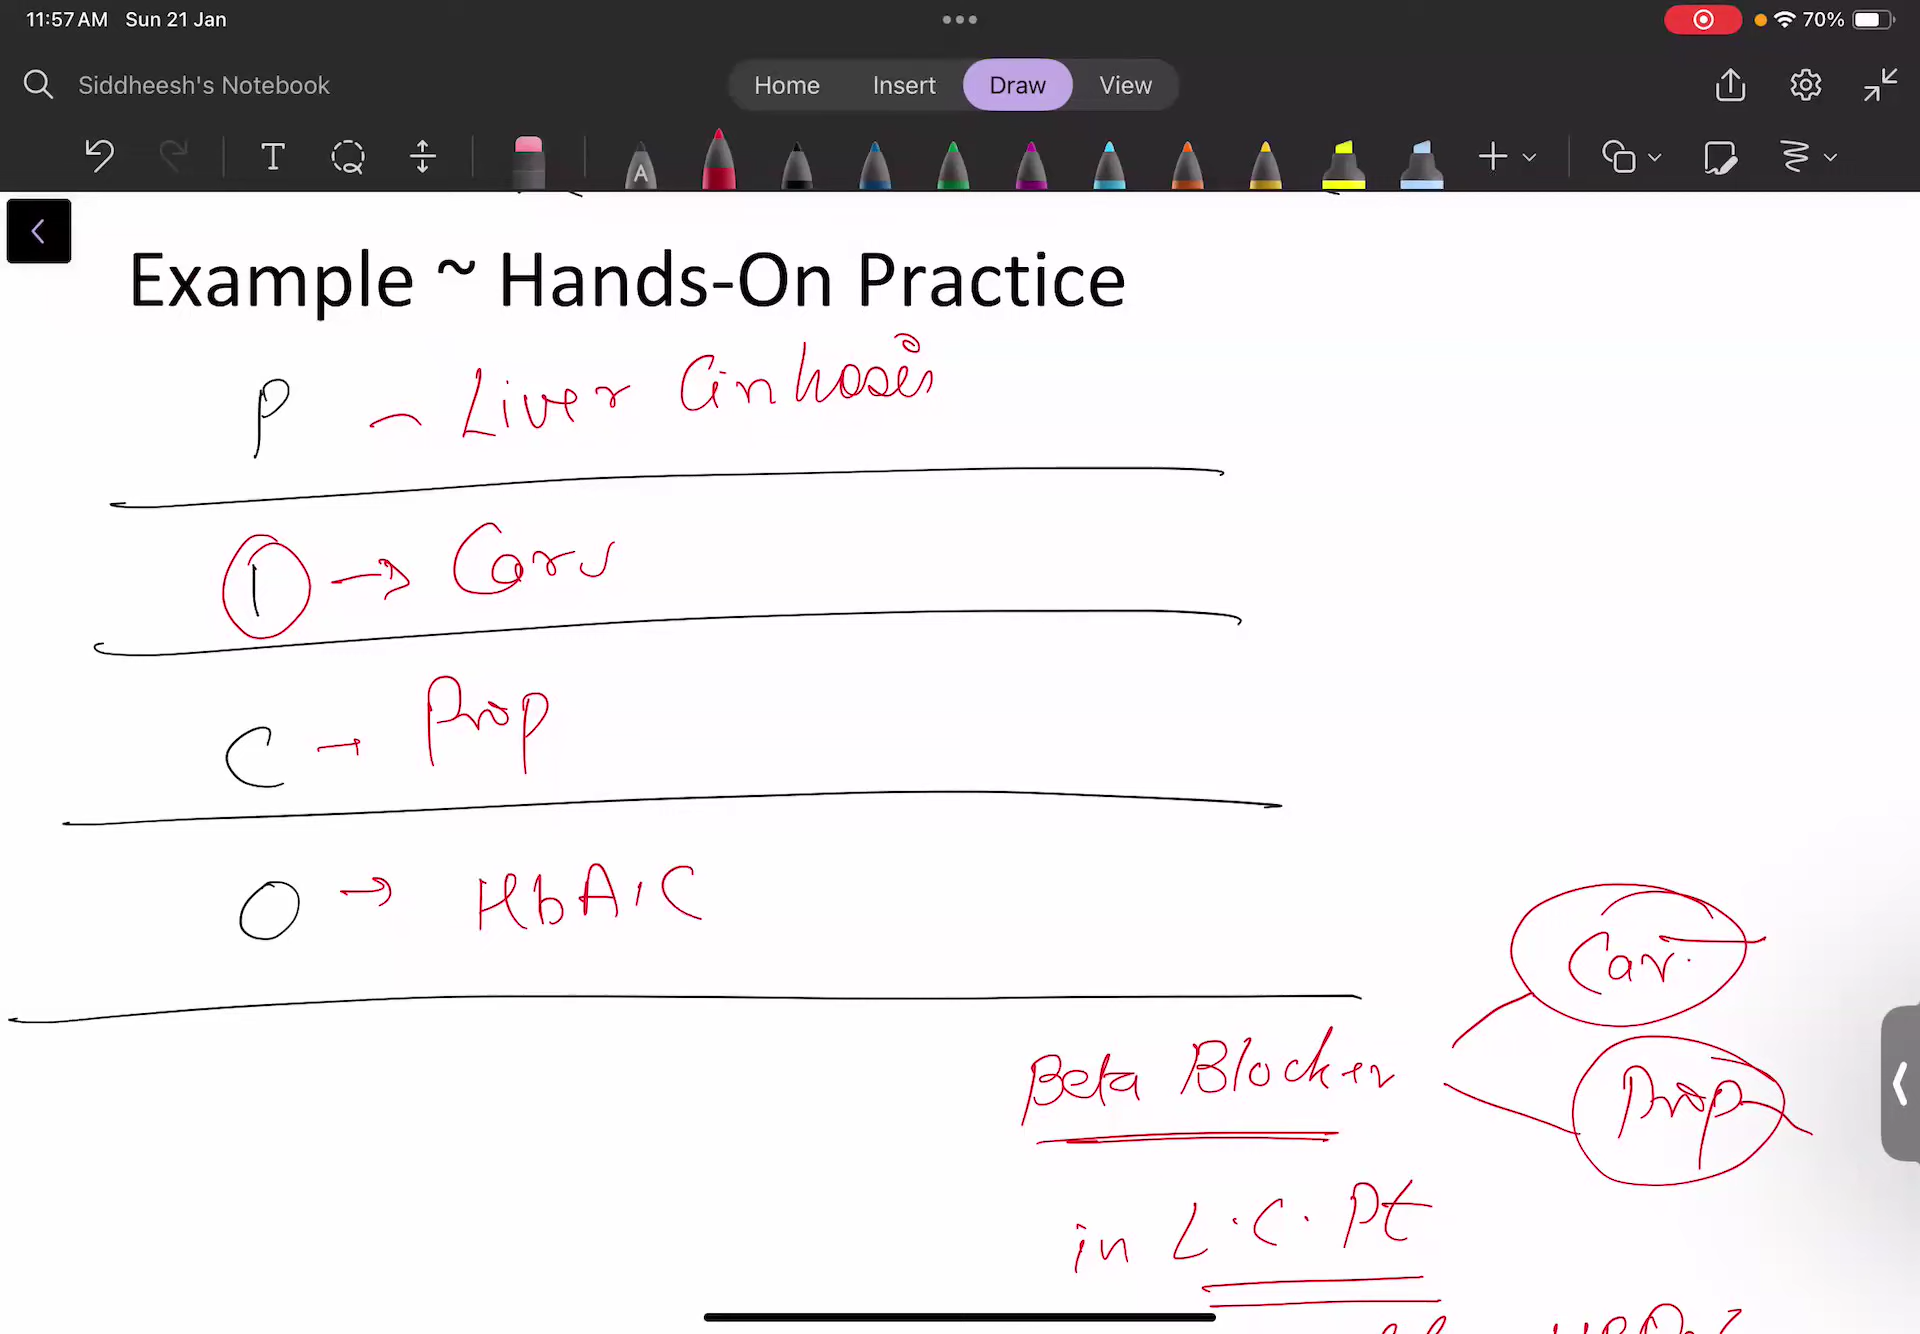 11:57 AM Sun 21 Jan 70%
Siddheesh's Notebook Home Insert Draw View
T A
Example ~ Hands-On Practice
P - Liver Cirrhosis
I → Carv
C → Prop
O → HbA1C
Car.
Beta Blocker
Prop
in L.C. Pt